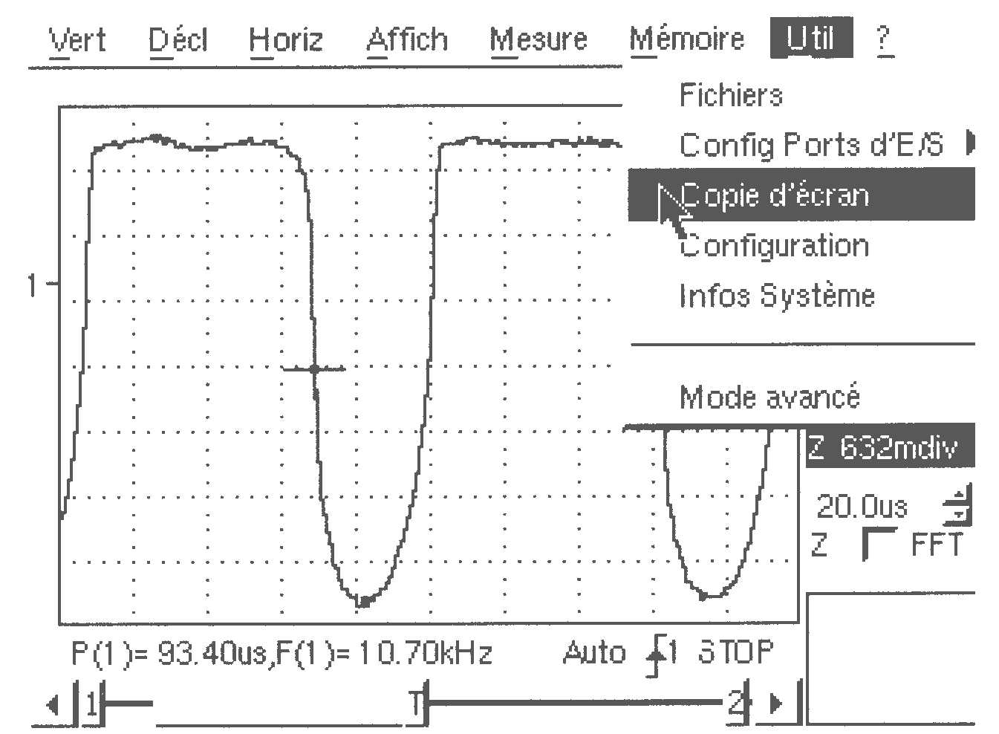 Vert Décl Horiz Affich Mesure Mémoire Util ?
Fichiers
Config Ports d'E/S
Copie d'écran
Configuration
1
Infos Système
Mode avancé
Z 632mdiv
20.0us
Z FFT
P(1)= 93.40us,F(1)= 10.70kHz Auto 1 STOP
1 T 2